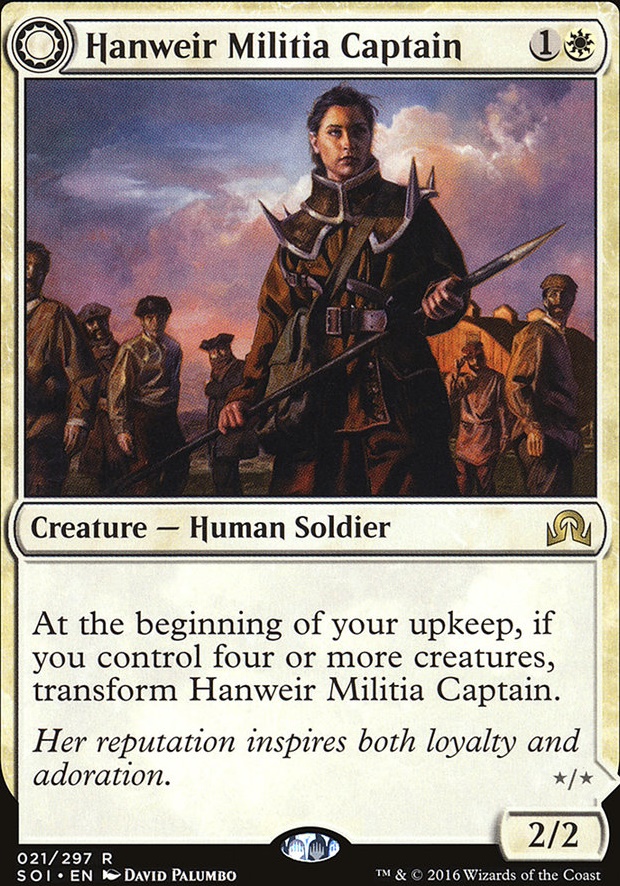 Hanweir Militia Captain 1
Creature — Human Soldier
At the beginning of your upkeep, if
you control four or more creatures,
transform Hanweir Militia Captain.
Her reputation inspires both loyalty and
adoration.
★/★
2/2
021/297 R
SOI • EN DAVID PALUMBO
™ & © 2016 Wizards of the Coast